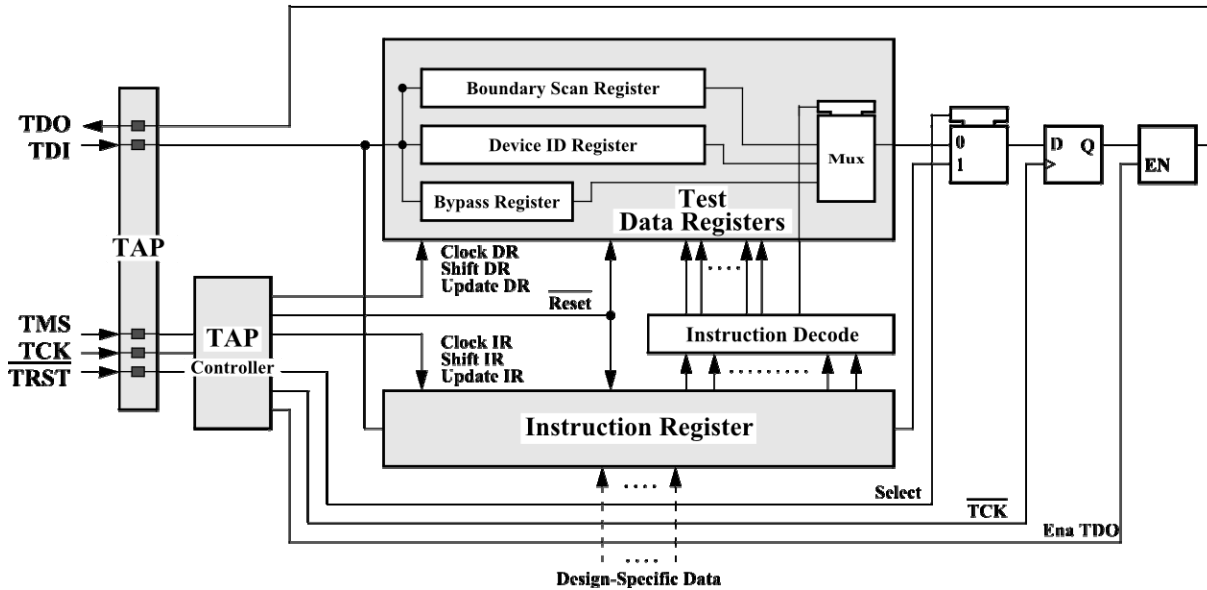 Boundary Scan Register
TDO
TDI
Device ID Register
Mux
0
1
D Q
EN
Bypass Register
Test
Data Registers
TAP
Clock DR
Shift DR
Update DR
Reset
TMS
TCK
TRST
TAP
Controller
Instruction Decode
....
Clock IR
Shift IR
Update IR
.........
Instruction Register
....
Select
TCK
Ena TDO
....
Design-Specific Data